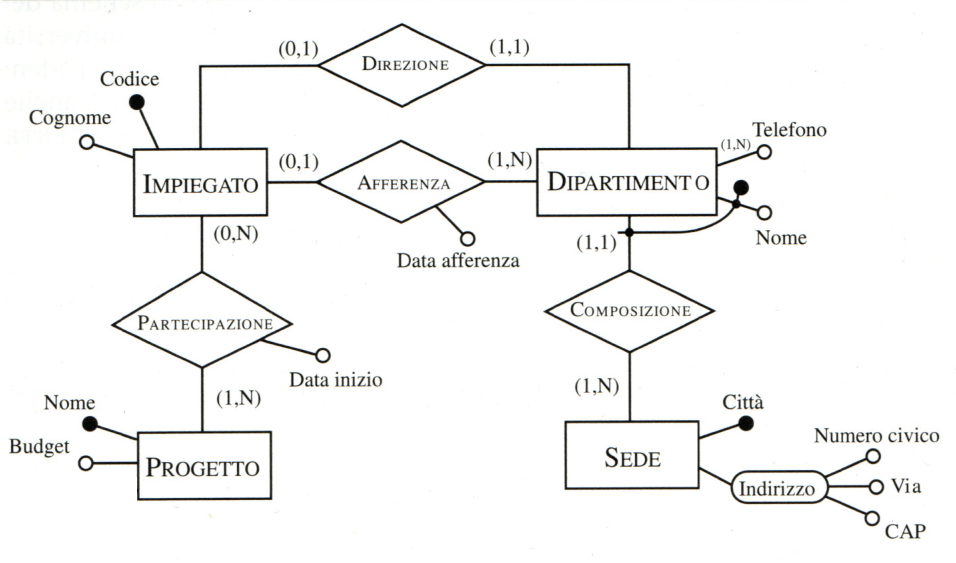 (0,1)
DIREZIONE
(1,1)
Codice
Cognome
Telefono
(1,N)
IMPIEGATO
(0,1)
AFFERENZA
(1,N)
DIPARTIMENTO
(0,N)
Data afferenza
(1,1)
Nome
PARTECIPAZIONE
COMPOSIZIONE
Data inizio
(1,N)
(1,N)
Nome
Budget
PROGETTO
Città
SEDE
Numero civico
Indirizzo
Via
CAP